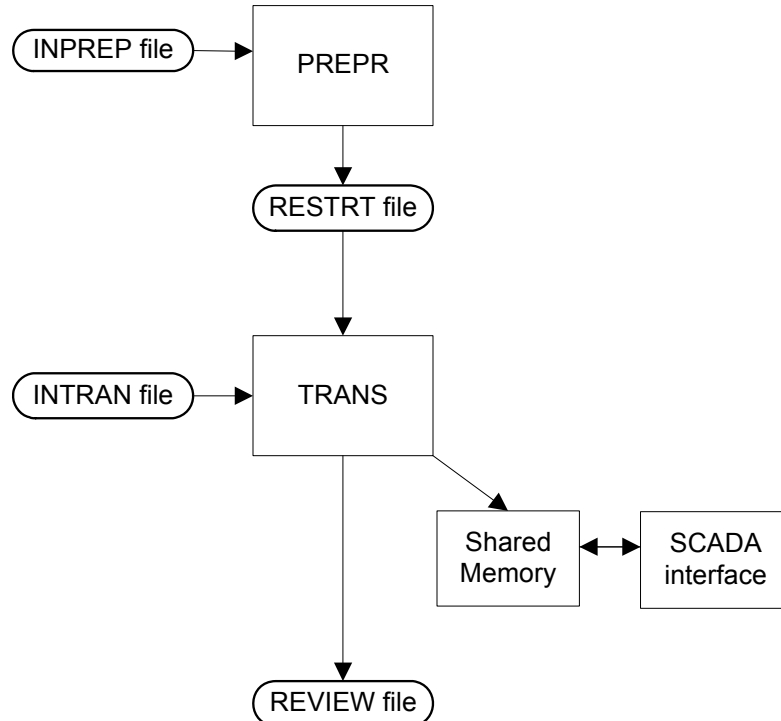 INPREP file
PREPR
RESTRT file
INTRAN file
TRANS
Shared
Memory
SCADA
interface
REVIEW file